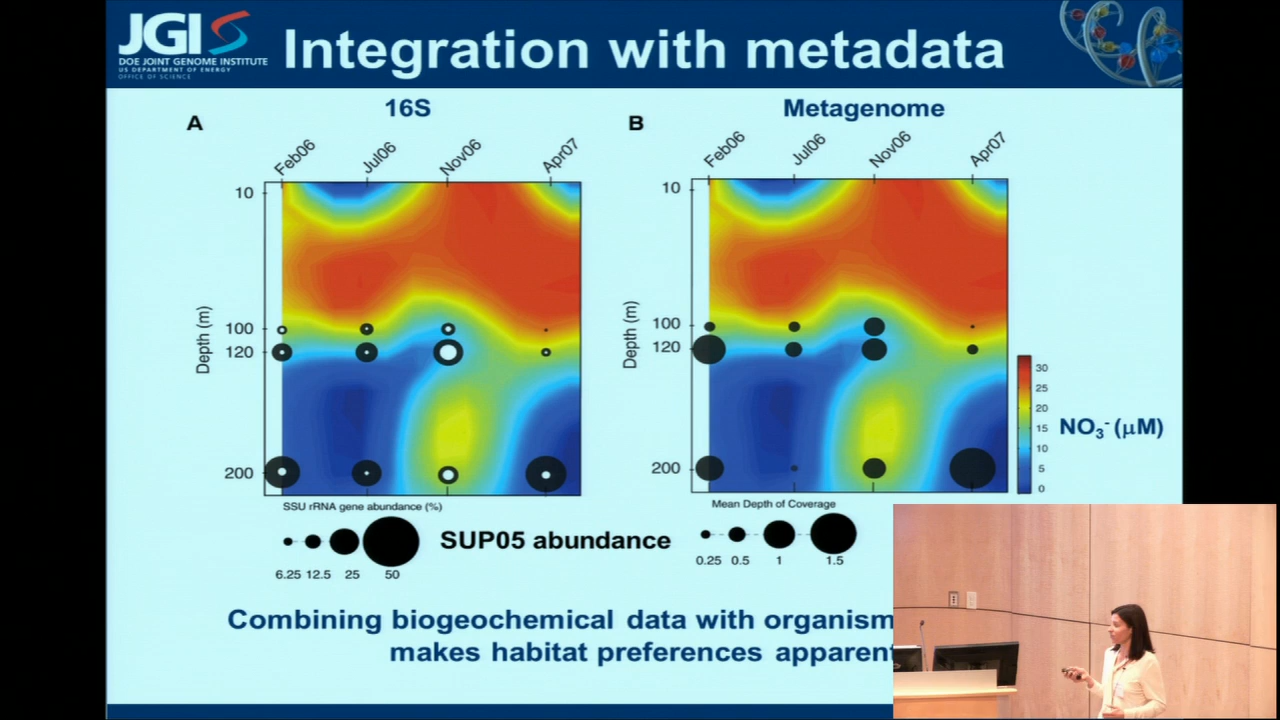 JGI
DOE JOINT GENOME INSTITUTE
US DEPARTMENT OF ENERGY
OFFICE OF SCIENCE
Integration with metadata
16S
A
Feb06
Jul06
Nov06
Apr07
10
100
120
200
Depth (m)
SSU rRNA gene abundance (%)
6.25 12.5 25 50
Metagenome
B
Feb06
Jul06
Nov06
Apr07
10
100
120
200
Depth (m)
Mean Depth of Coverage
0.25 0.5 1 1.5
30
25
20
15
10
5
0
NO3- (µM)
SUP05 abundance
Combining biogeochemical data with organism
makes habitat preferences apparent